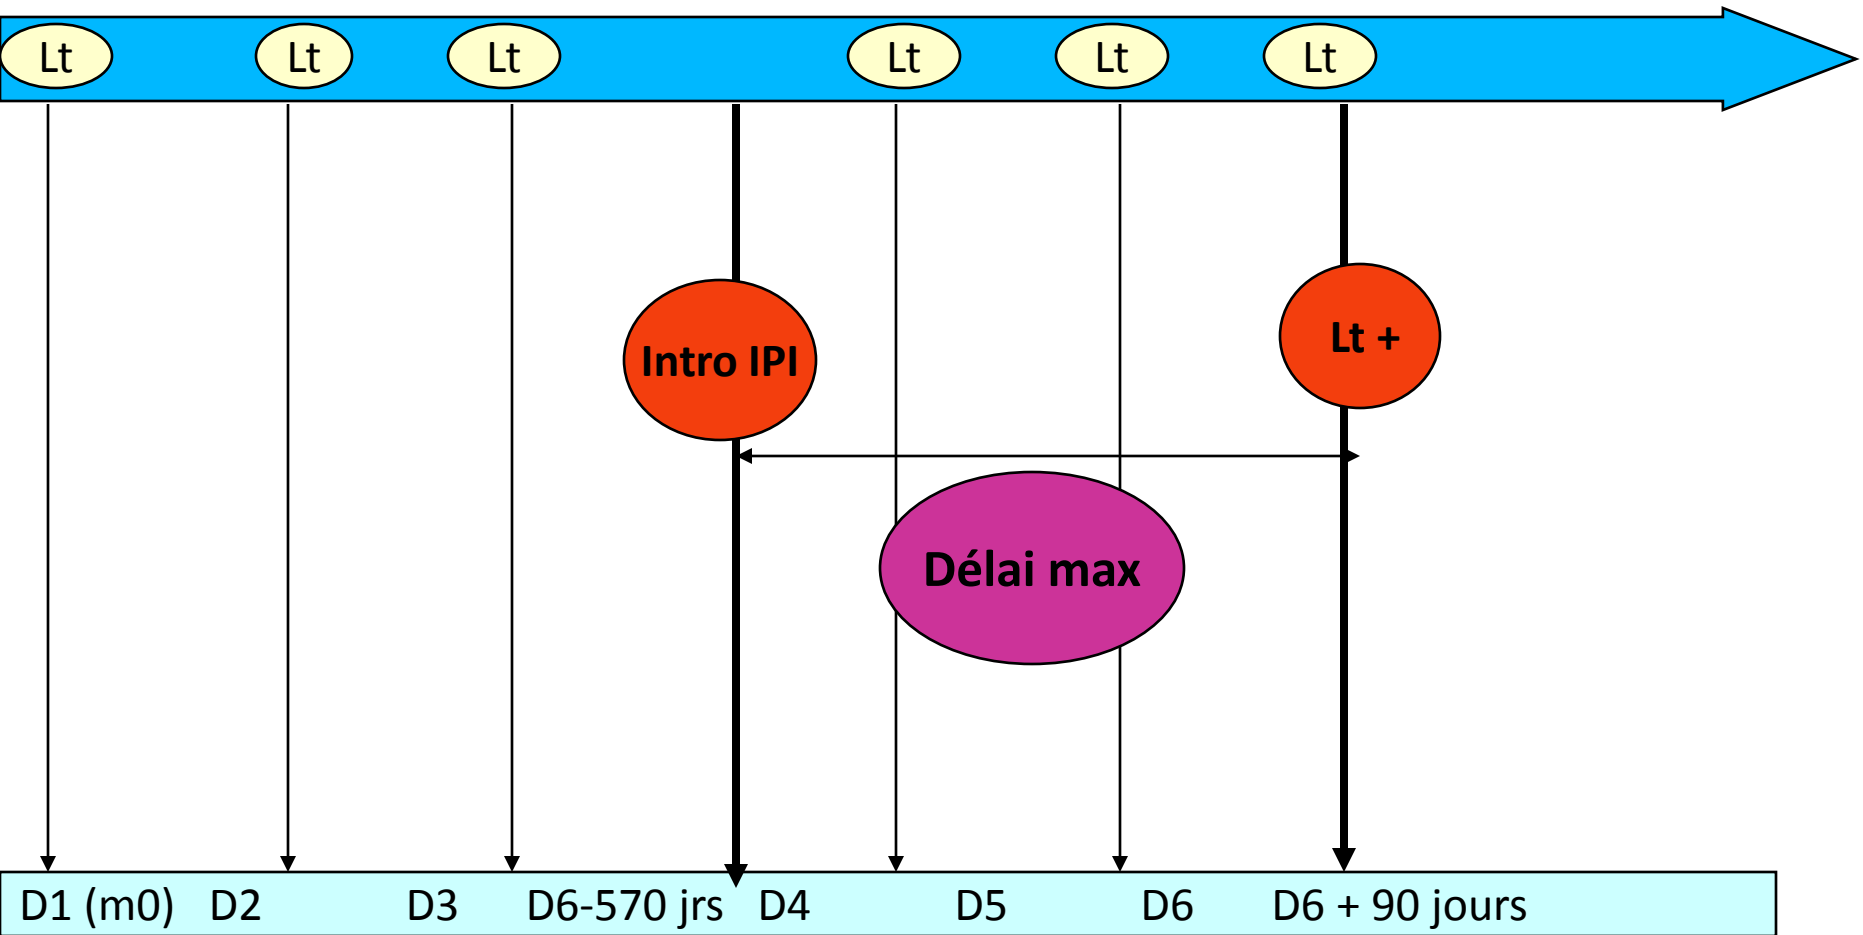 Lt Lt Lt Lt Lt Lt
Intro IPI
Lt +
Délai max
D1 (m0) D2 D3 D6-570 jrs D4 D5 D6 D6 + 90 jours